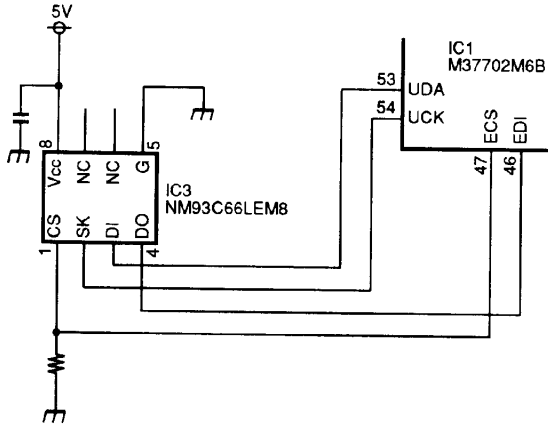 5V
IC1
M37702M6B
53
UDA
54
UCK
ECS
EDI
47
46
8
5
Vcc
NC
NC
G
IC3
NM93C66LEM8
CS
SK
DI
DO
1
4